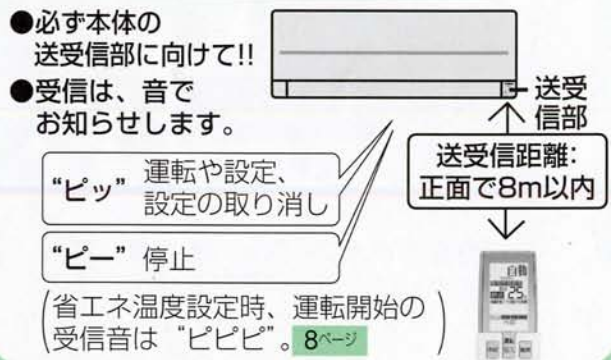 ●必ず本体の
送受信部に向けて!!
●受信は、音で
お知らせします。
送受
信部
送受信距離:
正面で8m以内
“ピッ” 運転や設定、
設定の取り消し
“ピー” 停止
(省エネ温度設定時、運転開始の
受信音は “ピピピ”。 8ページ)
自動